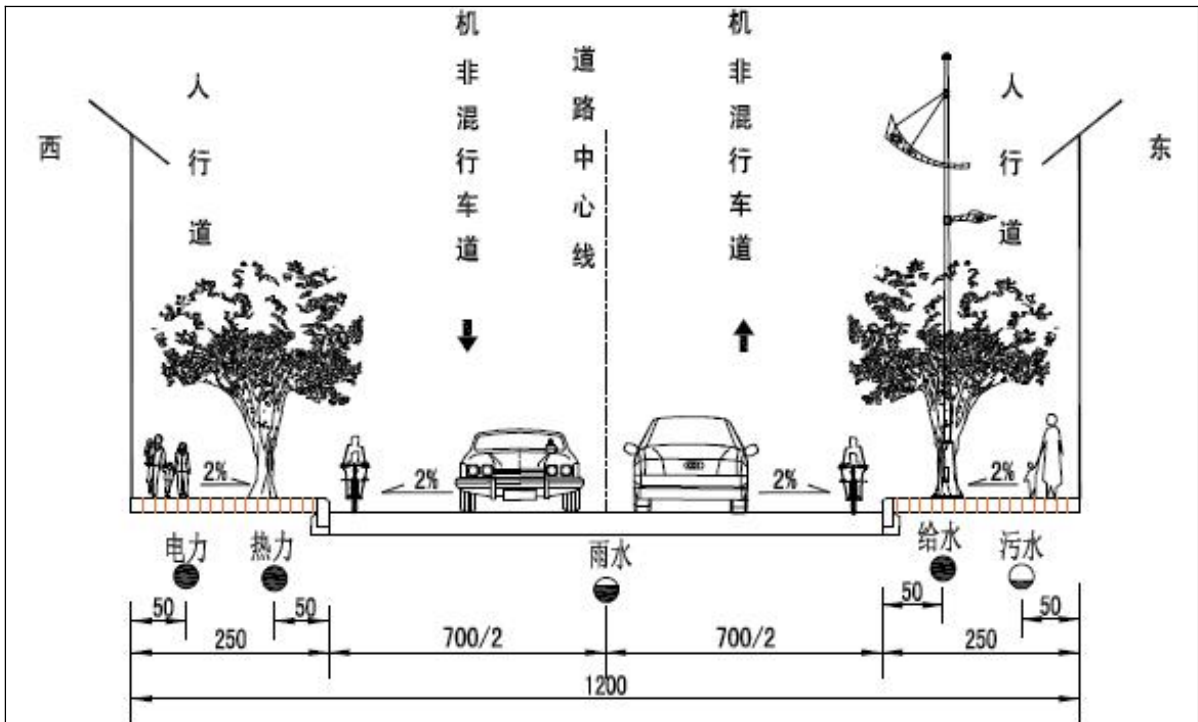 西
人行道
机非混行车道
道路中心线
机非混行车道
人行道
东
2%
2%
2%
2%
电力
热力
雨水
给水
污水
50
50
50
50
250
700/2
700/2
250
1200